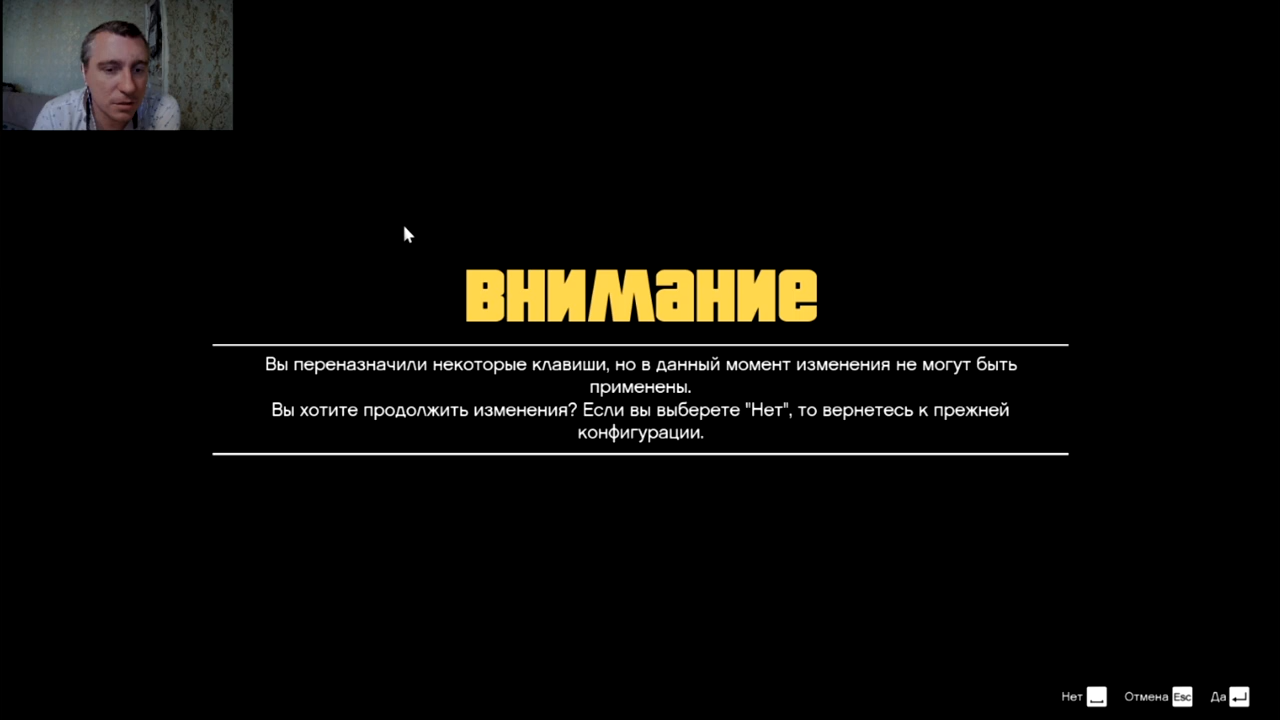 внимание
Вы переназначили некоторые клавиши, но в данный момент изменения не могут быть
применены.
Вы хотите продолжить изменения? Если вы выберете "Нет", то вернетесь к прежней
конфигурации.
Нет Отмена Esc Да